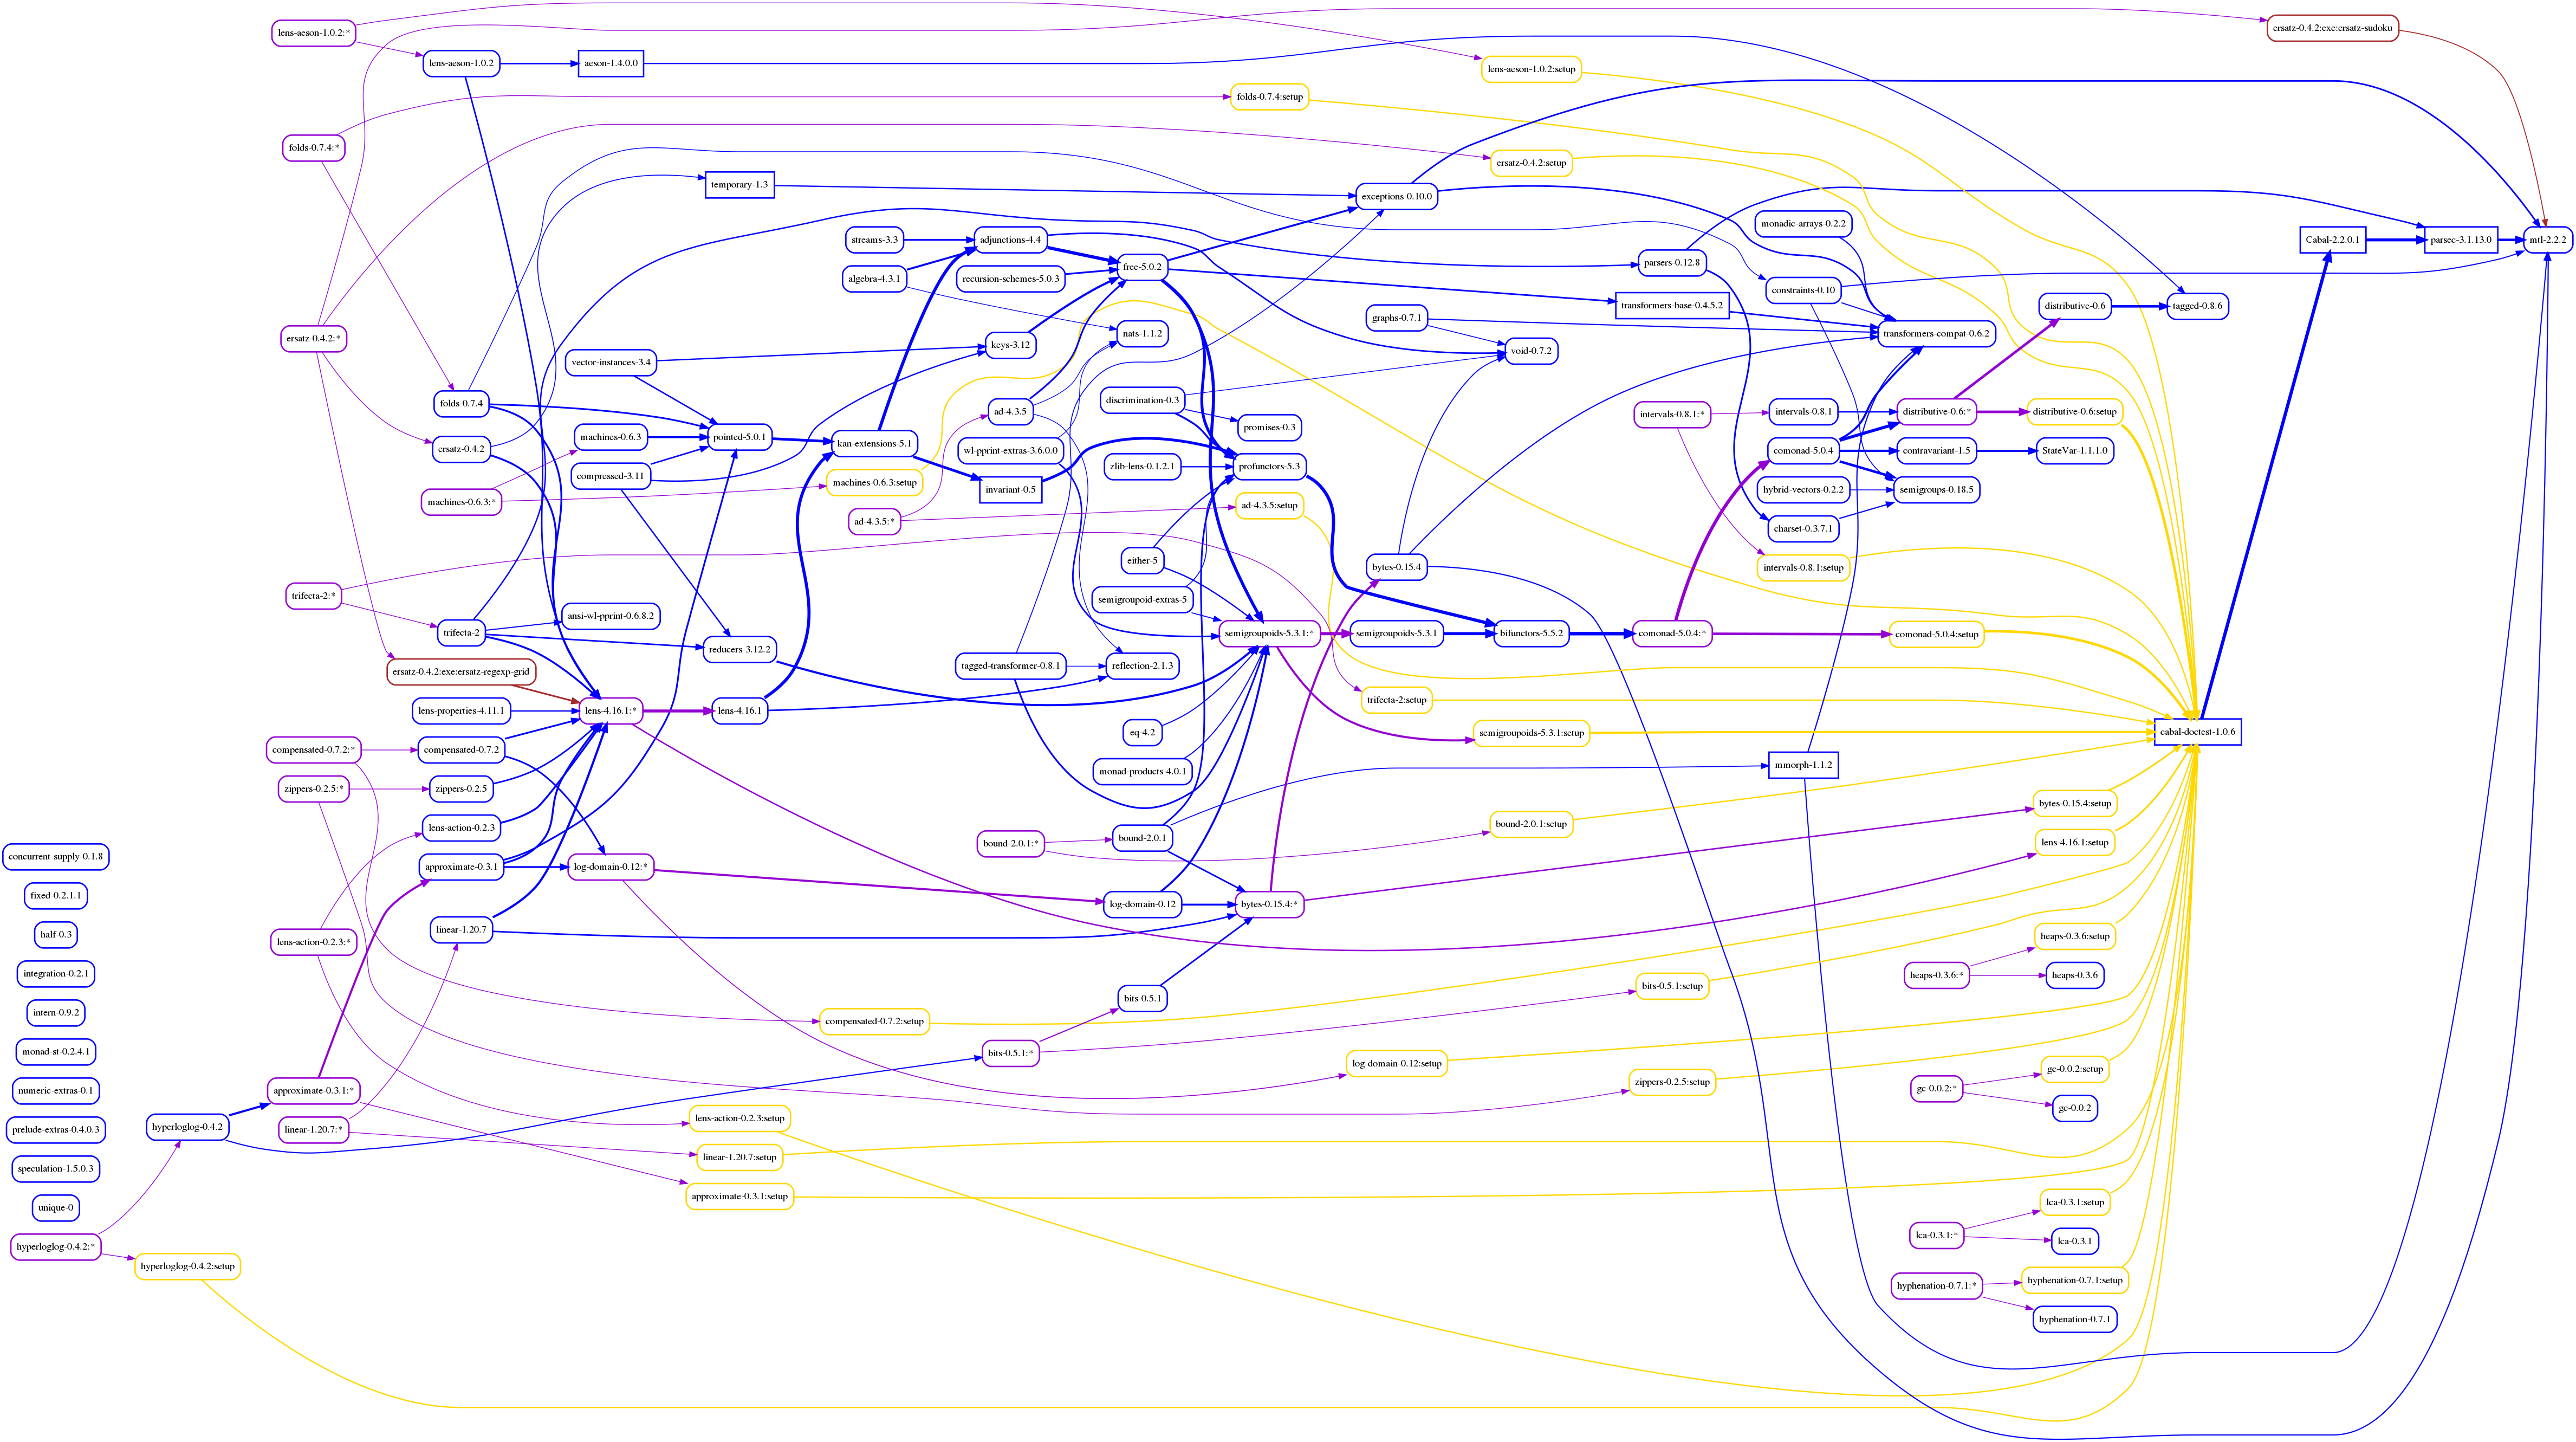 lens-aeson-1.0.2:*
folds-0.7.4:*
ersatz-0.4.2:*
trifecta-2:*
compensated-0.7.2:*
zippers-0.2.5:*
lens-action-0.2.3:*
approximate-0.3.1:*
linear-1.20.7:*
concurrent-supply-0.1.8
fixed-0.2.1.1
half-0.3
integration-0.2.1
intern-0.9.2
monad-st-0.2.4.1
numeric-extras-0.1
prelude-extras-0.4.0.3
speculation-1.5.0.3
unique-0
hyperloglog-0.4.2:*
hyperloglog-0.4.2
hyperloglog-0.4.2:setup
lens-aeson-1.0.2
folds-0.7.4
ersatz-0.4.2
machines-0.6.3:*
trifecta-2
ersatz-0.4.2:exe:ersatz-regexp-grid
lens-properties-4.11.1
compensated-0.7.2
zippers-0.2.5
lens-action-0.2.3
approximate-0.3.1
linear-1.20.7
aeson-1.4.0.0
vector-instances-3.4
machines-0.6.3
compressed-3.11
ansi-wl-pprint-0.6.8.2
lens-4.16.1:*
log-domain-0.12:*
temporary-1.3
pointed-5.0.1
reducers-3.12.2
lens-4.16.1
lens-action-0.2.3:setup
linear-1.20.7:setup
approximate-0.3.1:setup
streams-3.3
algebra-4.3.1
kan-extensions-5.1
machines-0.6.3:setup
ad-4.3.5:*
compensated-0.7.2:setup
adjunctions-4.4
recursion-schemes-5.0.3
keys-3.12
ad-4.3.5
wl-pprint-extras-3.6.0.0
invariant-0.5
tagged-transformer-0.8.1
bound-2.0.1:*
bits-0.5.1:*
free-5.0.2
nats-1.1.2
discrimination-0.3
zlib-lens-0.1.2.1
either-5
semigroupoid-extras-5
reflection-2.1.3
eq-4.2
monad-products-4.0.1
bound-2.0.1
log-domain-0.12
bits-0.5.1
folds-0.7.4:setup
promises-0.3
profunctors-5.3
ad-4.3.5:setup
semigroupoids-5.3.1:*
bytes-0.15.4:*
exceptions-0.10.0
graphs-0.7.1
bytes-0.15.4
semigroupoids-5.3.1
trifecta-2:setup
log-domain-0.12:setup
lens-aeson-1.0.2:setup
ersatz-0.4.2:setup
void-0.7.2
bifunctors-5.5.2
semigroupoids-5.3.1:setup
bound-2.0.1:setup
parsers-0.12.8
transformers-base-0.4.5.2
intervals-0.8.1:*
comonad-5.0.4:*
bits-0.5.1:setup
zippers-0.2.5:setup
monadic-arrays-0.2.2
constraints-0.10
intervals-0.8.1
comonad-5.0.4
hybrid-vectors-0.2.2
charset-0.3.7.1
intervals-0.8.1:setup
mmorph-1.1.2
transformers-compat-0.6.2
distributive-0.6:*
contravariant-1.5
semigroups-0.18.5
comonad-5.0.4:setup
heaps-0.3.6:*
gc-0.0.2:*
lca-0.3.1:*
hyphenation-0.7.1:*
distributive-0.6
distributive-0.6:setup
StateVar-1.1.1.0
bytes-0.15.4:setup
lens-4.16.1:setup
heaps-0.3.6:setup
heaps-0.3.6
gc-0.0.2:setup
gc-0.0.2
lca-0.3.1:setup
lca-0.3.1
hyphenation-0.7.1:setup
hyphenation-0.7.1
tagged-0.8.6
cabal-doctest-1.0.6
ersatz-0.4.2:exe:ersatz-sudoku
Cabal-2.2.0.1
parsec-3.1.13.0
mtl-2.2.2